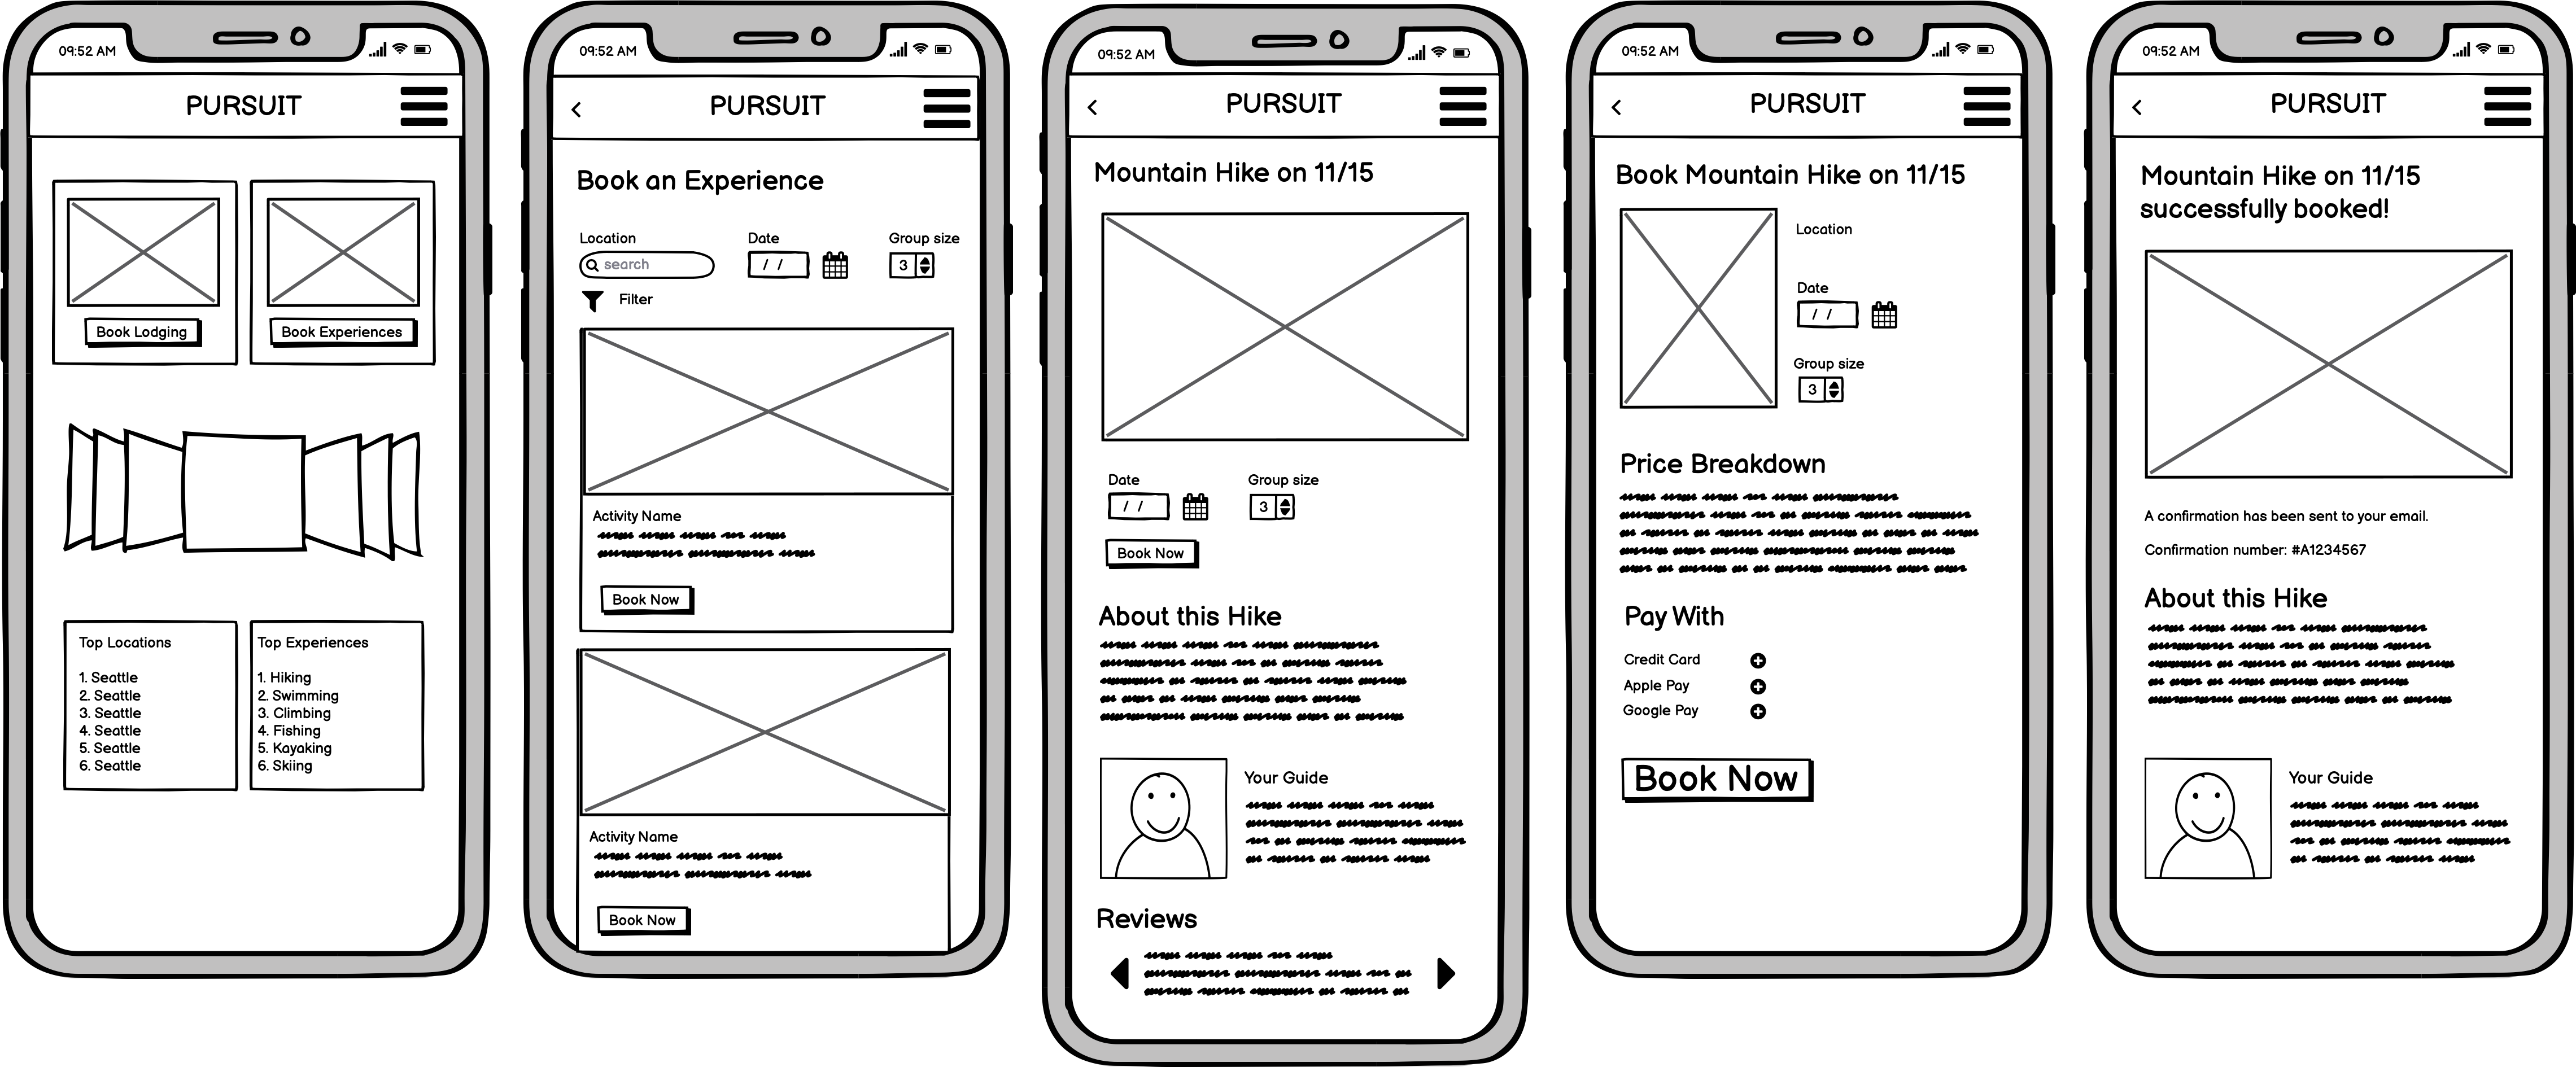 09:52 AM
PURSUIT
Book Lodging
Book Experiences
Top Locations
1. Seattle
2. Seattle
3. Seattle
4. Seattle
5. Seattle
6. Seattle
Top Experiences
1. Hiking
2. Swimming
3. Climbing
4. Fishing
5. Kayaking
6. Skiing
09:52 AM
PURSUIT
Book an Experience
Location
search
Date
/ /
Group size
3
Filter
Activity Name
Book Now
Activity Name
Book Now
09:52 AM
PURSUIT
Mountain Hike on 11/15
Date
/ /
Group size
3
Book Now
About this Hike
Your Guide
Reviews
09:52 AM
PURSUIT
Book Mountain Hike on 11/15
Location
Date
/ /
Group size
3
Price Breakdown
Pay With
Credit Card
Apple Pay
Google Pay
Book Now
09:52 AM
PURSUIT
Mountain Hike on 11/15
successfully booked!
A confirmation has been sent to your email.
Confirmation number: #A1234567
About this Hike
Your Guide